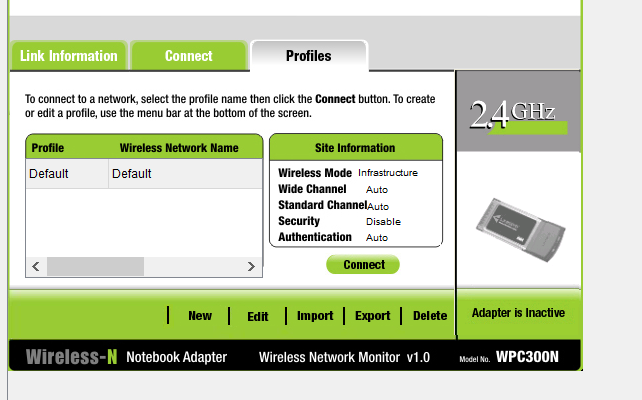 Link Information
Connect
Profiles
To connect to a network, select the profile name then click the Connect button. To create
or edit a profile, use the menu bar at the bottom of the screen.
2.4GHz
Profile Wireless Network Name
Default Default
Site Information
Wireless Mode Infrastructure
Wide Channel Auto
Standard Channel Auto
Security Disable
Authentication Auto
Connect
New Edit Import Export Delete
Adapter is Inactive
Wireless-N Notebook Adapter Wireless Network Monitor v1.0 Model No. WPC300N